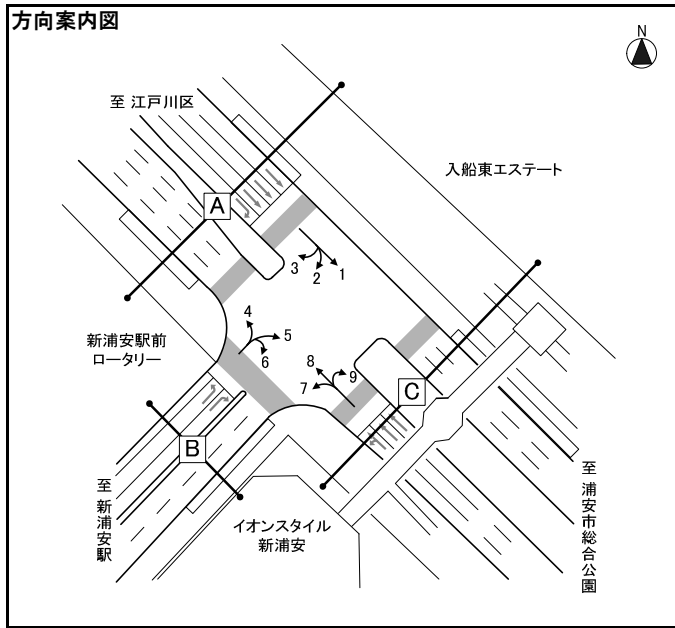 方向案内図
N
至 江戸川区
入船東エステート
A
3
2
1
4
5
6
8
9
7
新浦安駅前
ロータリー
C
B
至 新浦安駅
イオンスタイル
新浦安
至 浦安市総合公園